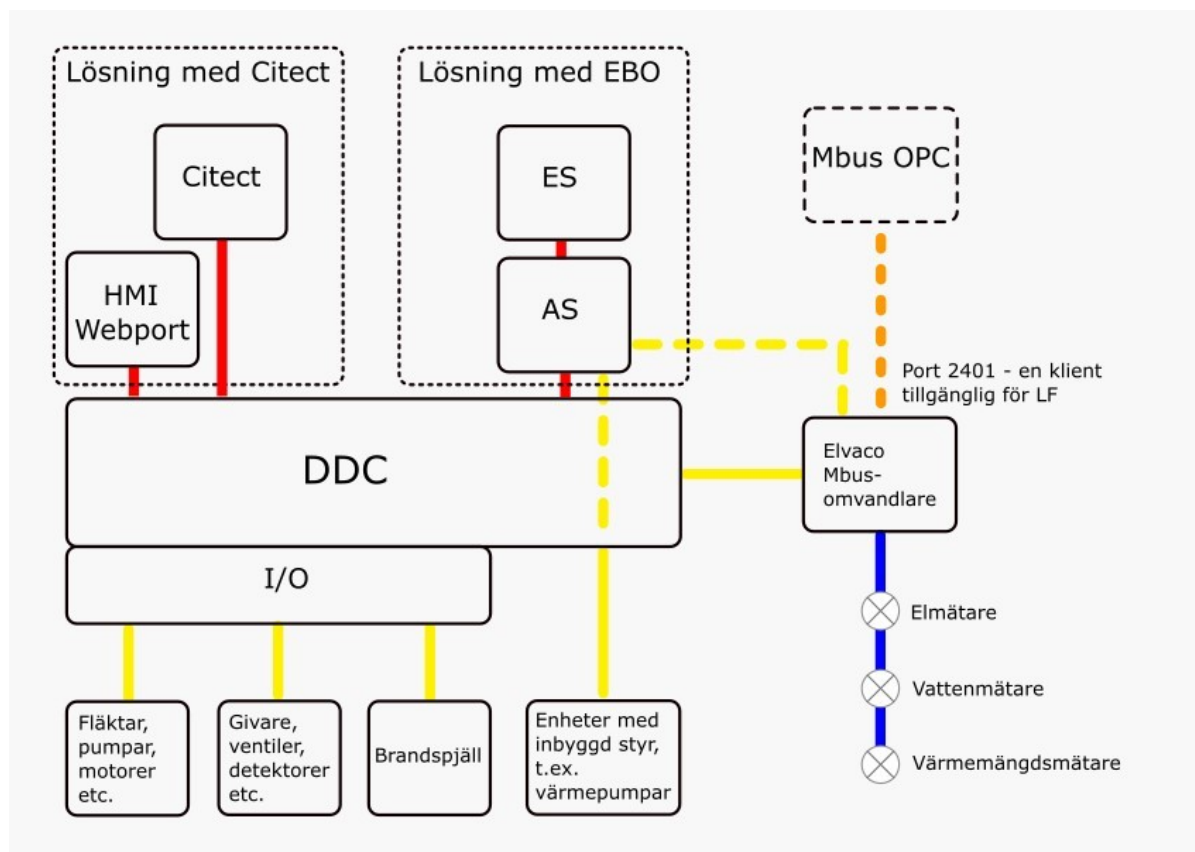 Lösning med Citect
Lösning med EBO
Citect
ES
Mbus OPC
HMI
Webport
AS
Port 2401 - en klient
tillgänglig för LF
DDC
Elvaco
Mbus-
omvandlare
I/O
Elmätare
Vattenmätare
Värmemängdsmätare
Fläktar,
pumpar,
motorer
etc.
Givare,
ventiler,
detektorer
etc.
Brandspjäll
Enheter med
inbyggd styr,
t.ex.
värmepumpar